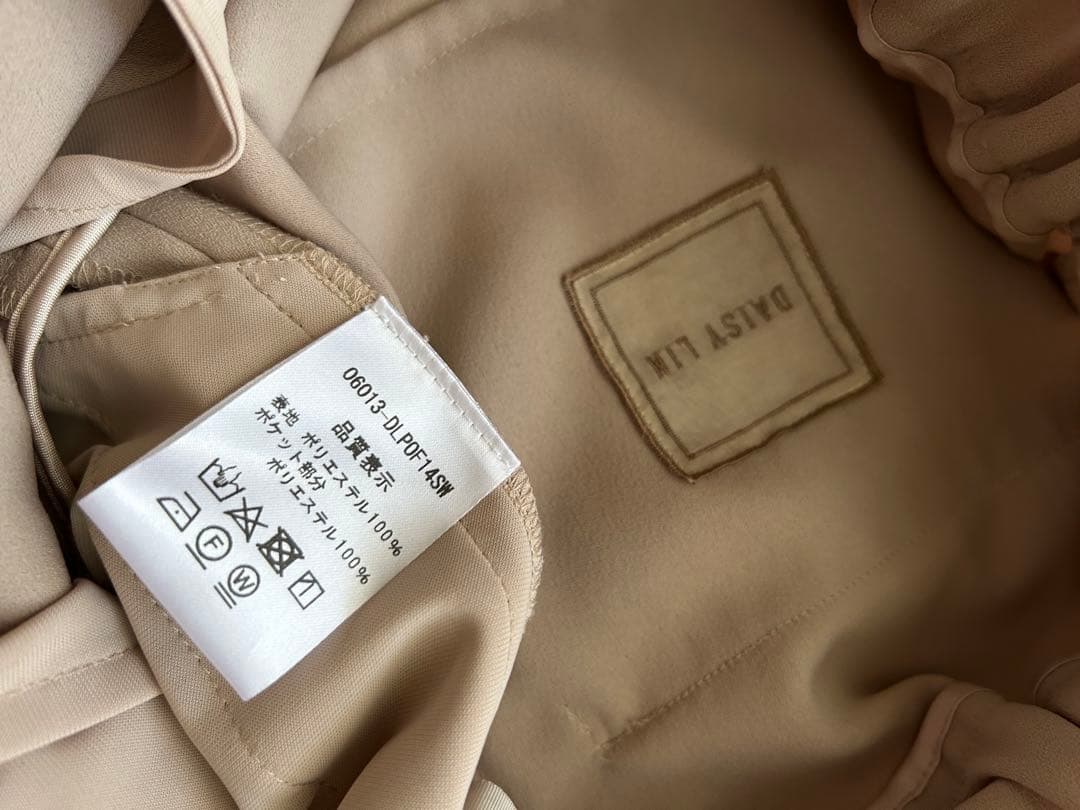 06013-DLPOF14SW
品質表示
表地 ポリエステル100%
ポケット部分
ポリエステル100%
F
W
DAISY LIN